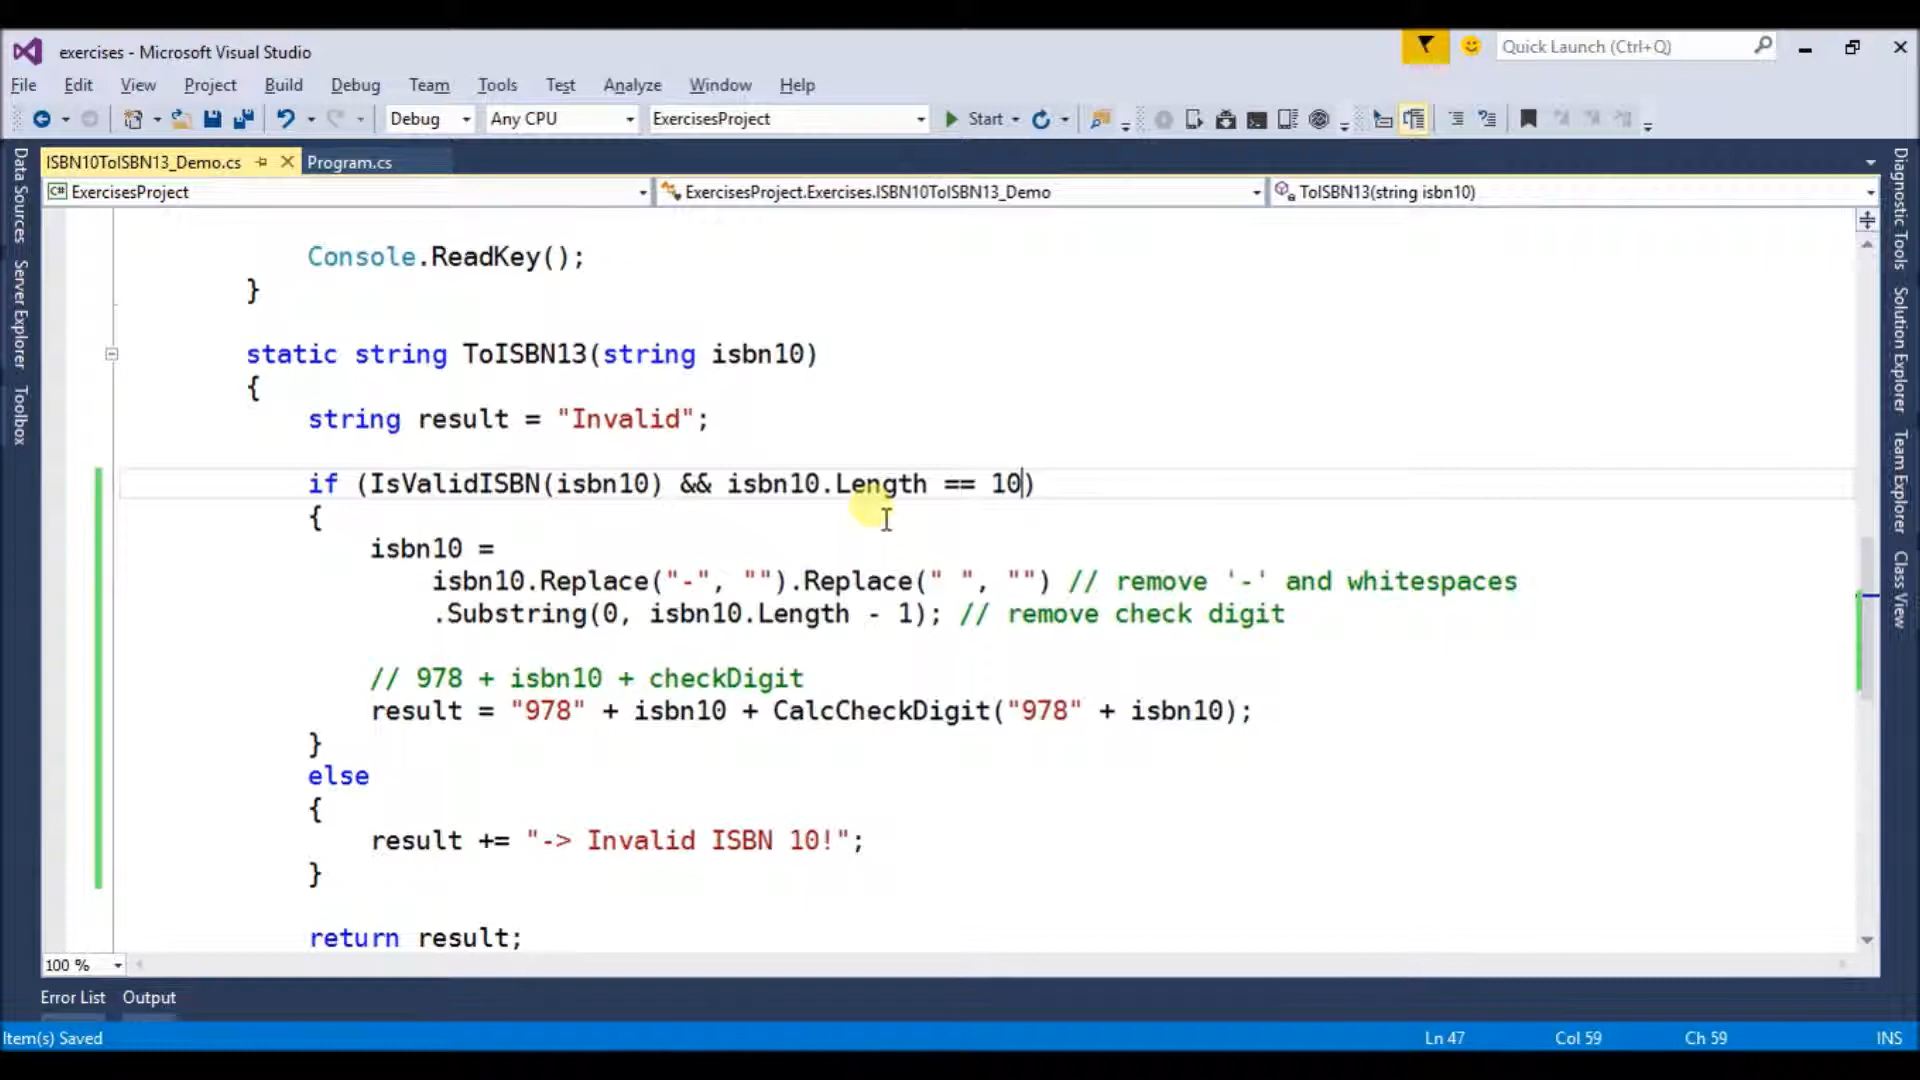 exercises - Microsoft Visual Studio
Quick Launch (Ctrl+Q)
File Edit View Project Build Debug Team Tools Test Analyze Window Help
Debug Any CPU ExercisesProject Start
ISBN10ToISBN13_Demo.cs Program.cs
C# ExercisesProject ExercisesProject.Exercises.ISBN10ToISBN13_Demo ToISBN13(string isbn10)
Data Sources
Server Explorer
Toolbox
Console.ReadKey();
}
static string ToISBN13(string isbn10)
{
string result = "Invalid";
if (IsValidISBN(isbn10) && isbn10.Length == 10)
{
isbn10 =
isbn10.Replace("-", "").Replace(" ", "") // remove '-' and whitespaces
.Substring(0, isbn10.Length - 1); // remove check digit
// 978 + isbn10 + checkDigit
result = "978" + isbn10 + CalcCheckDigit("978" + isbn10);
}
else
{
result += "-> Invalid ISBN 10!";
}
return result;
Diagnostic Tools
Solution Explorer
Team Explorer
Class View
100 %
Error List Output
Item(s) Saved Ln 47 Col 59 Ch 59 INS